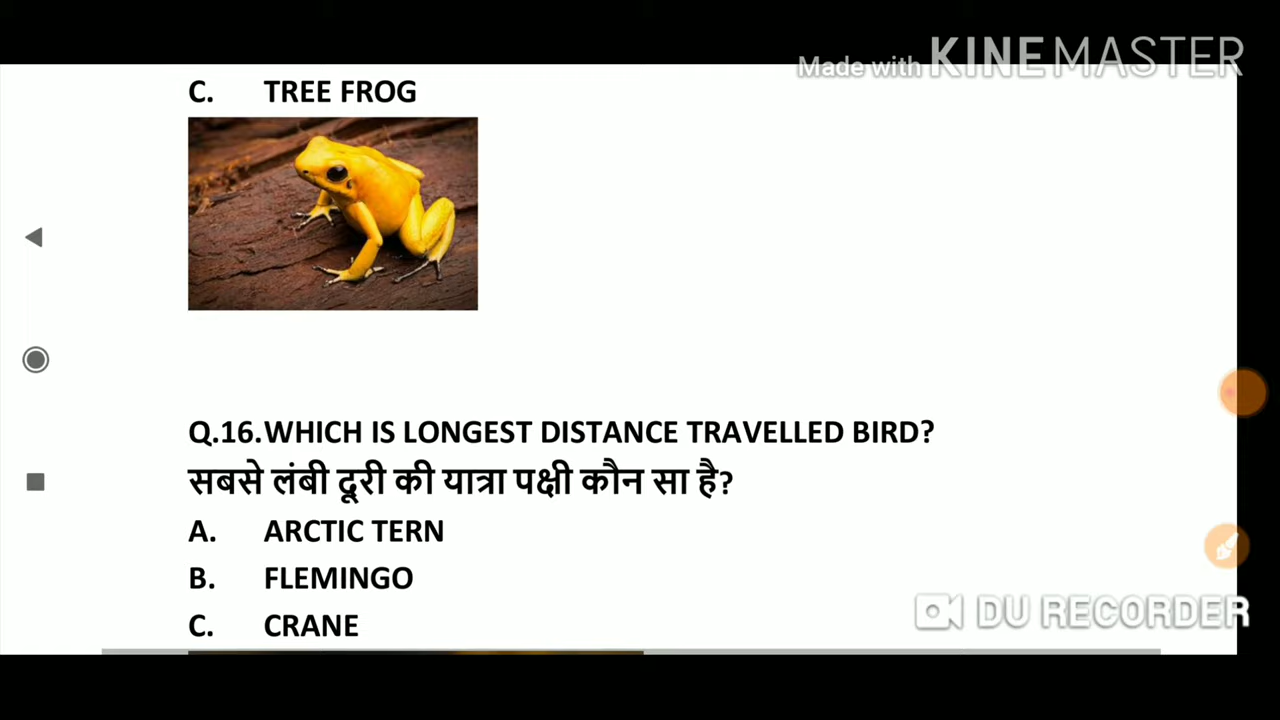 Made with KINEMASTER
C. TREE FROG
Q.16.WHICH IS LONGEST DISTANCE TRAVELLED BIRD?
सबसे लंबी दूरी की यात्रा पक्षी कौन सा है?
A. ARCTIC TERN
B. FLEMINGO
C. CRANE
DU RECORDER